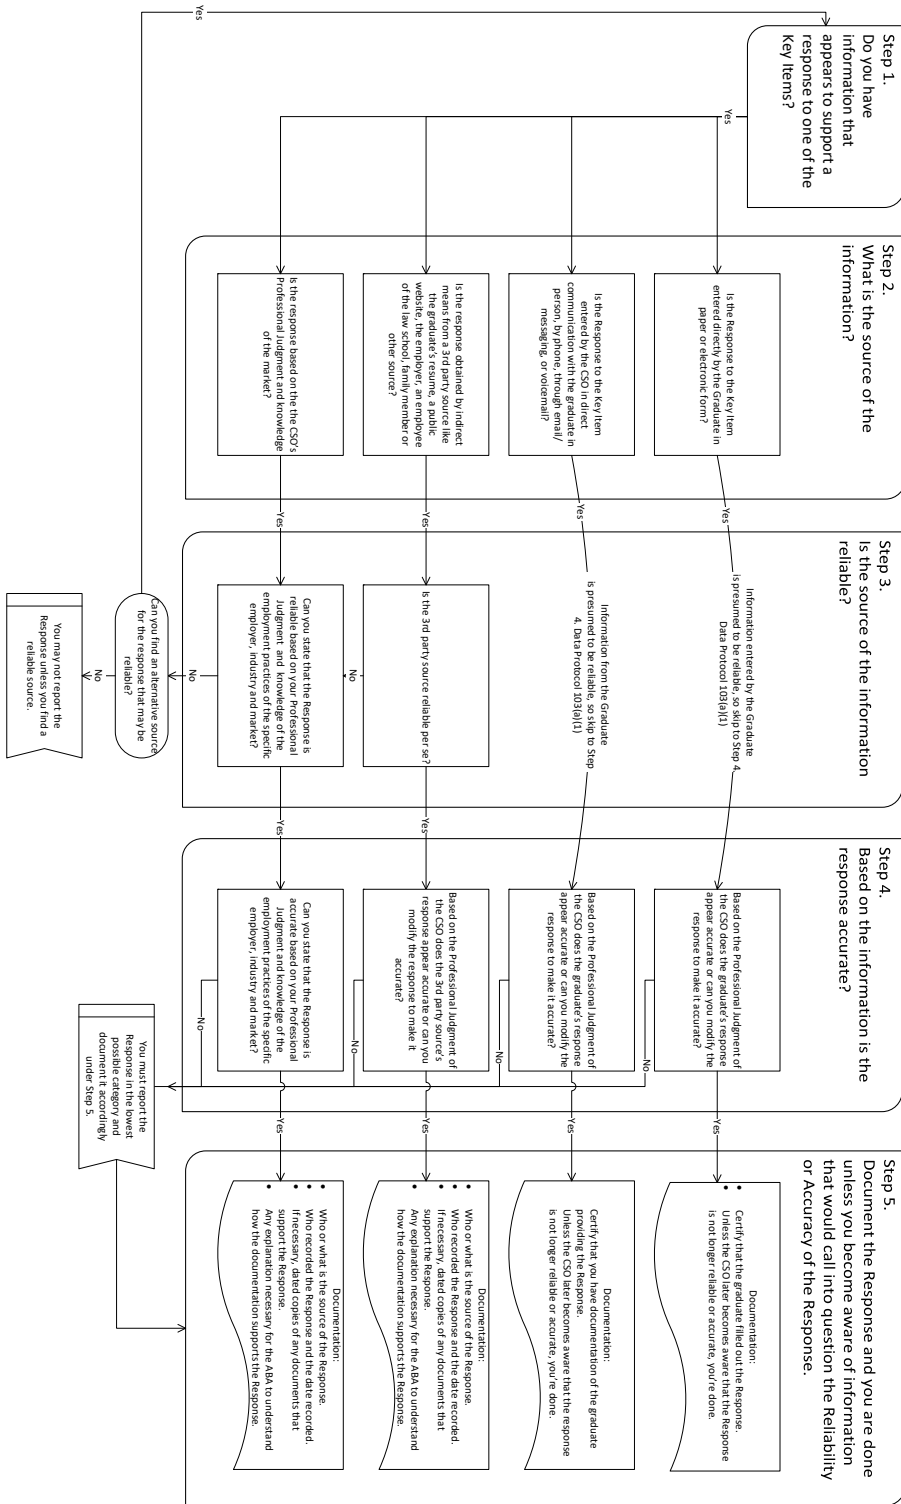 Step 1.
Do you have
information that
appears to support a
response to one of the
Key Items?
Yes
Yes
Step 2.
What is the source of the
information?
Is the Response to the Key Item
entered directly by the Graduate in
paper or electronic form?
Is the Response to the Key Item
entered by the CSO in direct
communication with the graduate in
person, by phone, through email/
messaging, or voicemail?
Is the response obtained by indirect
means from a 3rd party source like
the graduate's resume, a public
website, the employer, an employee
of the law school, family member or
other source?
Is the response based on the the CSO's
Professional Judgment and knowledge
of the market?
Yes
Yes
Yes
Yes
Step 3.
Is the source of the information
reliable?
Information entered by the Graduate
is presumed to be reliable, so skip to Step 4.
Data Protocol 103(a)(1)
Information from the Graduate
is presumed to be reliable, so skip to Step
4. Data Protocol 103(a)(1)
Is the 3rd party source reliable per se?
No
Can you state that the Response is
reliable based on your Professional
Judgment and knowledge of the
employment practices of the specific
employer, industry and market?
No
Can you find an alternative source
for the response that may be
reliable?
No
You may not report the
Response unless you find a
reliable source.
Yes
Yes
Step 4.
Based on the information is the
response accurate?
Based on the Professional Judgment of
the CSO does the graduate's response
appear accurate or can you modify the
response to make it accurate?
Based on the Professional Judgment of
the CSO does the graduate's response
appear accurate or can you modify the
response to make it accurate?
Based on the Professional Judgment of
the CSO does the 3rd party source's
response appear accurate or can you
modify the response to make it
accurate?
Can you state that the Response is
accurate based on your Professional
Judgment and knowledge of the
employment practices of the specific
employer, industry and market?
No
No
No
No
You must report the
Response in the lowest
possible category and
document it accordingly
under Step 5.
Yes
Yes
Yes
Yes
Step 5.
Document the Response and you are done
unless you become aware of information
that would call into question the Reliability
or Accuracy of the Response.
Documentation:
• Certify that the graduate filled out the Response.
• Unless the CSO later becomes aware that the Response
is not longer reliable or accurate, you're done.
Documentation:
Certify that you have documentation of the graduate
providing the Response.
Unless the CSO later becomes aware that the response
is not longer reliable or accurate, you're done.
Documentation:
• Who or what is the source of the Response.
• Who recorded the Response and the date recorded.
• If necessary, dated copies of any documents that
support the Response.
• Any explanation necessary for the ABA to understand
how the documentation supports the Response.
Documentation:
• Who or what is the source of the Response.
• Who recorded the Response and the date recorded.
• If necessary, dated copies of any documents that
support the Response.
• Any explanation necessary for the ABA to understand
how the documentation supports the Response.